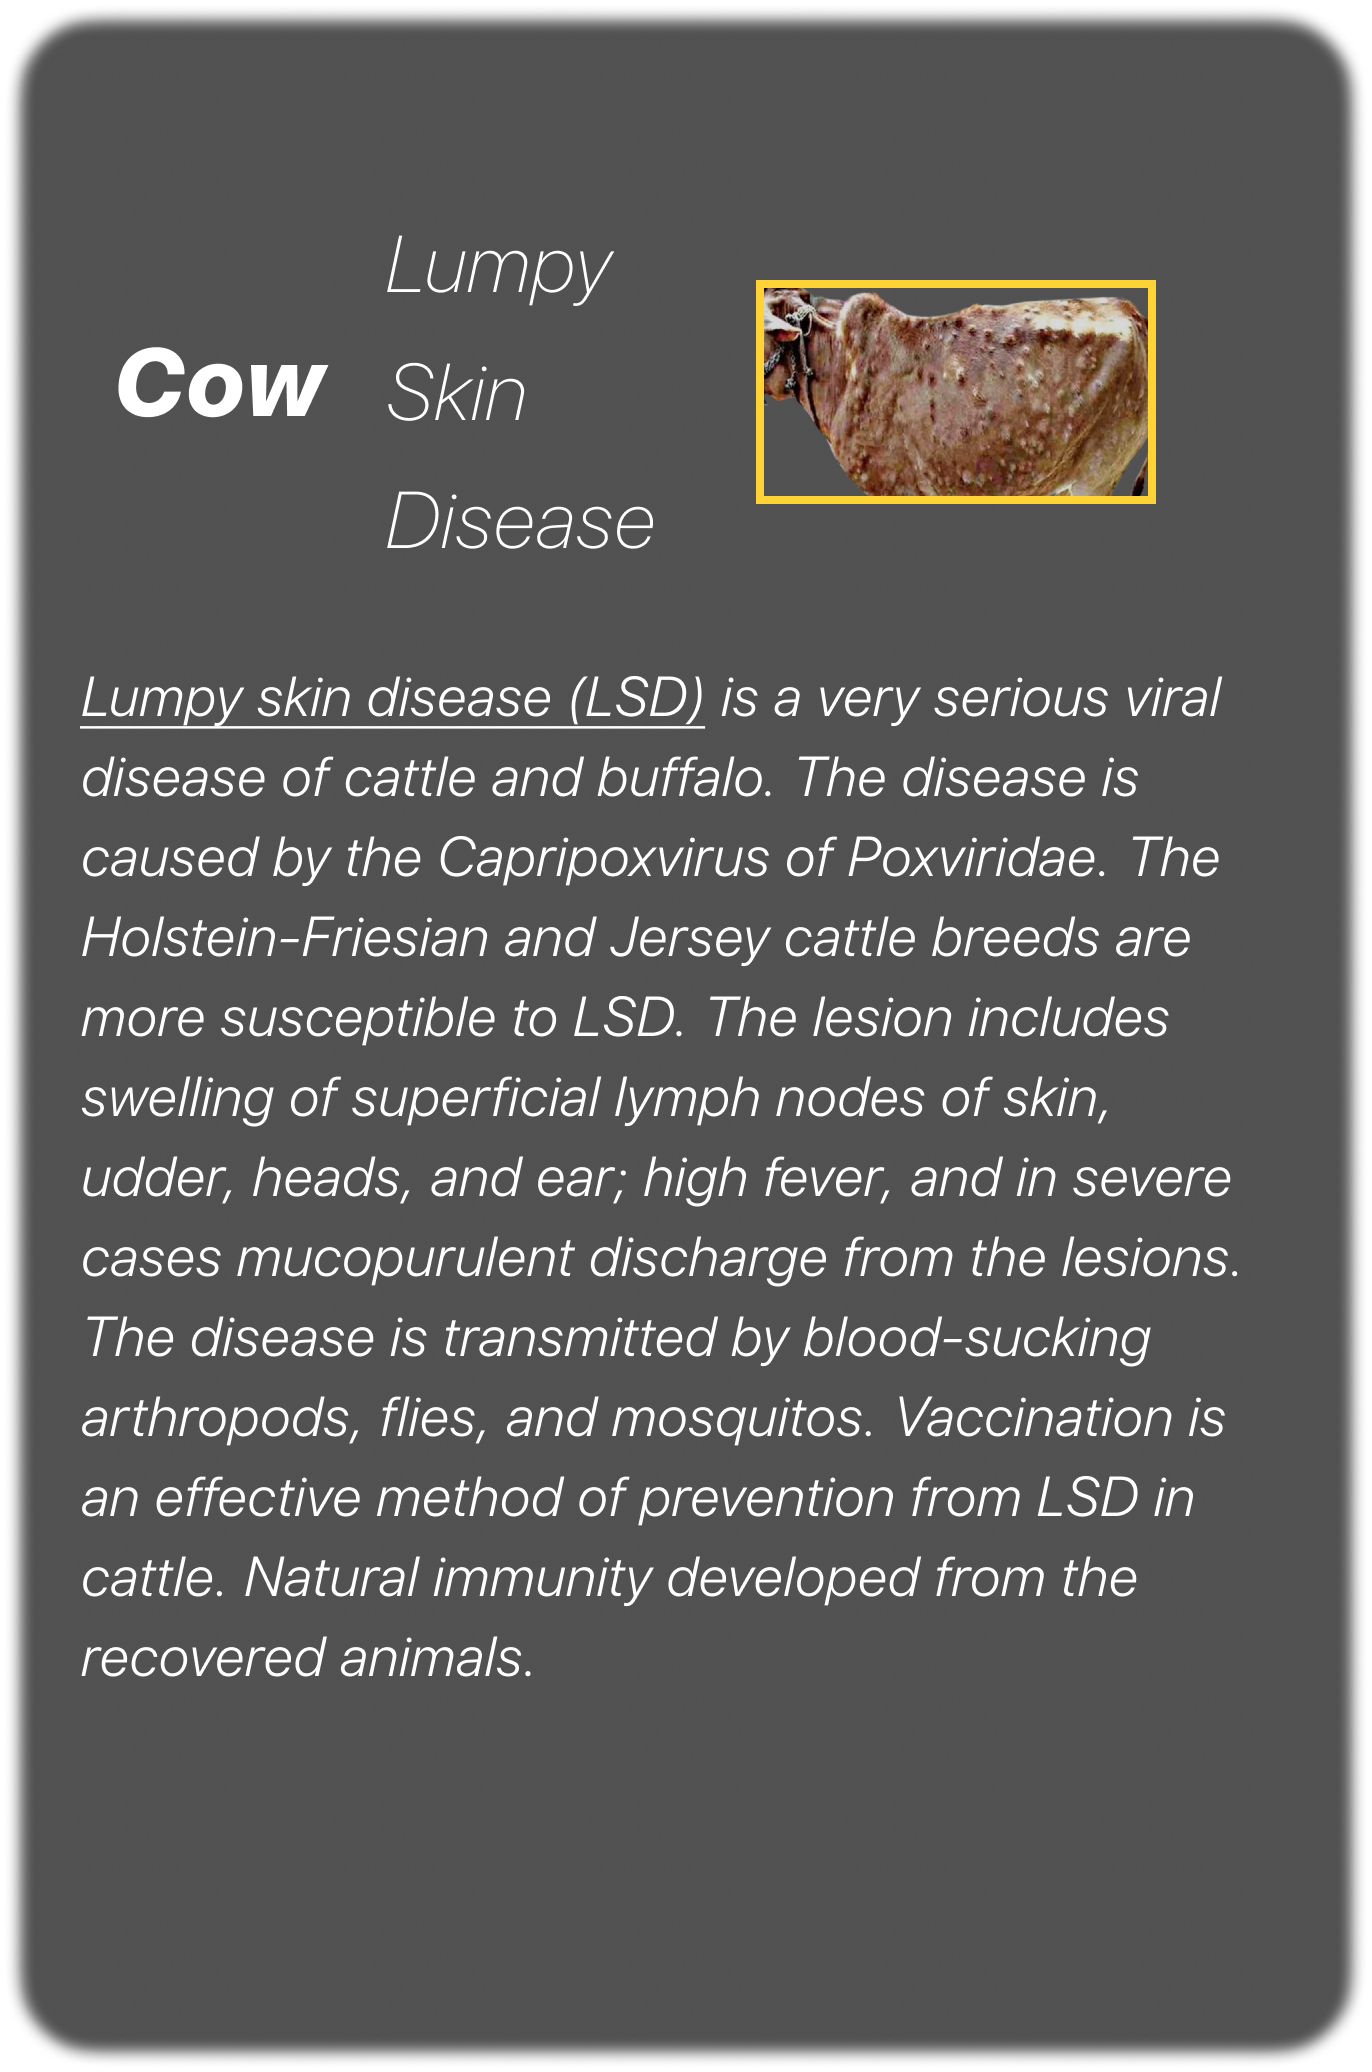 Cow
Lumpy
Skin
Disease
Lumpy skin disease (LSD) is a very serious viral
disease of cattle and buffalo. The disease is
caused by the Capripoxvirus of Poxviridae. The
Holstein-Friesian and Jersey cattle breeds are
more susceptible to LSD. The lesion includes
swelling of superficial lymph nodes of skin,
udder, heads, and ear; high fever, and in severe
cases mucopurulent discharge from the lesions.
The disease is transmitted by blood-sucking
arthropods, flies, and mosquitos. Vaccination is
an effective method of prevention from LSD in
cattle. Natural immunity developed from the
recovered animals.